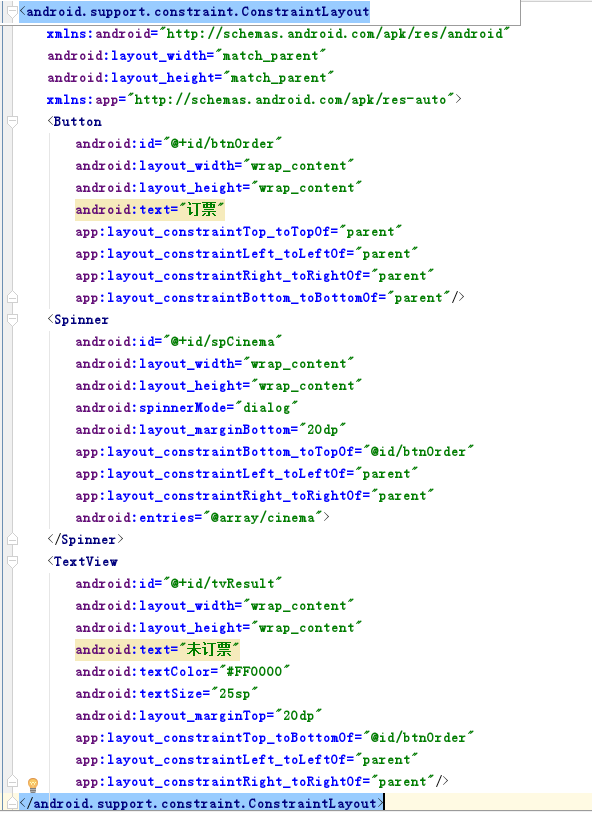 <android.support.constraint.ConstraintLayout
xmlns:android="http://schemas.android.com/apk/res/android"
android:layout_width="match_parent"
android:layout_height="match_parent"
xmlns:app="http://schemas.android.com/apk/res-auto">
<Button
android:id="@+id/btnOrder"
android:layout_width="wrap_content"
android:layout_height="wrap_content"
android:text="订票"
app:layout_constraintTop_toTopOf="parent"
app:layout_constraintLeft_toLeftOf="parent"
app:layout_constraintRight_toRightOf="parent"
app:layout_constraintBottom_toBottomOf="parent"/>
<Spinner
android:id="@+id/spCinema"
android:layout_width="wrap_content"
android:layout_height="wrap_content"
android:spinnerMode="dialog"
android:layout_marginBottom="20dp"
app:layout_constraintBottom_toTopOf="@id/btnOrder"
app:layout_constraintLeft_toLeftOf="parent"
app:layout_constraintRight_toRightOf="parent"
android:entries="@array/cinema">
</Spinner>
<TextView
android:id="@+id/tvResult"
android:layout_width="wrap_content"
android:layout_height="wrap_content"
android:text="未订票"
android:textColor="#FF0000"
android:textSize="25sp"
android:layout_marginTop="20dp"
app:layout_constraintTop_toBottomOf="@id/btnOrder"
app:layout_constraintLeft_toLeftOf="parent"
app:layout_constraintRight_toRightOf="parent"/>
</android.support.constraint.ConstraintLayout>